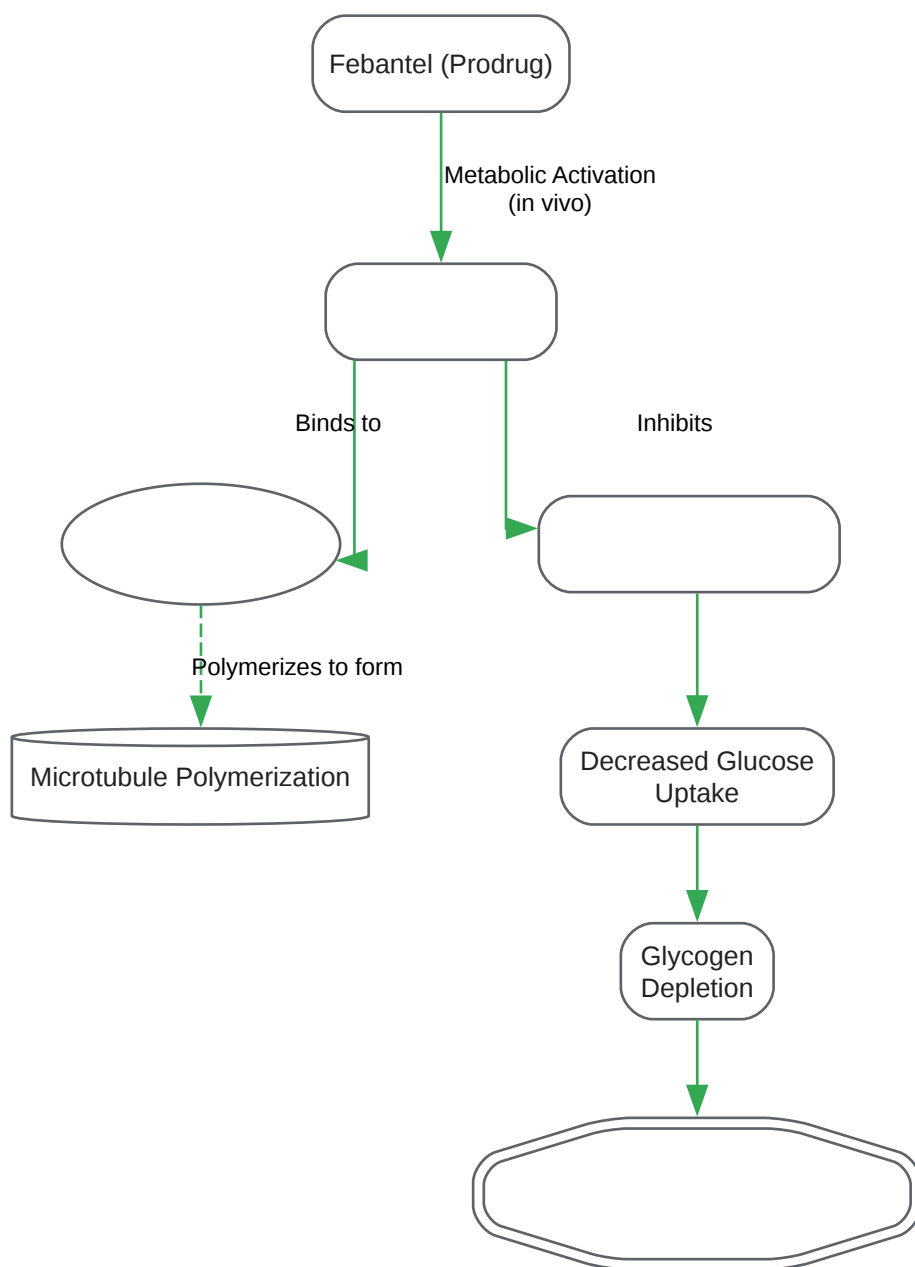 Febantel (Prodrug)
Metabolic Activation
(in vivo)
Binds to
Inhibits
Polymerizes to form
Microtubule Polymerization
Decreased Glucose
Uptake
Glycogen
Depletion